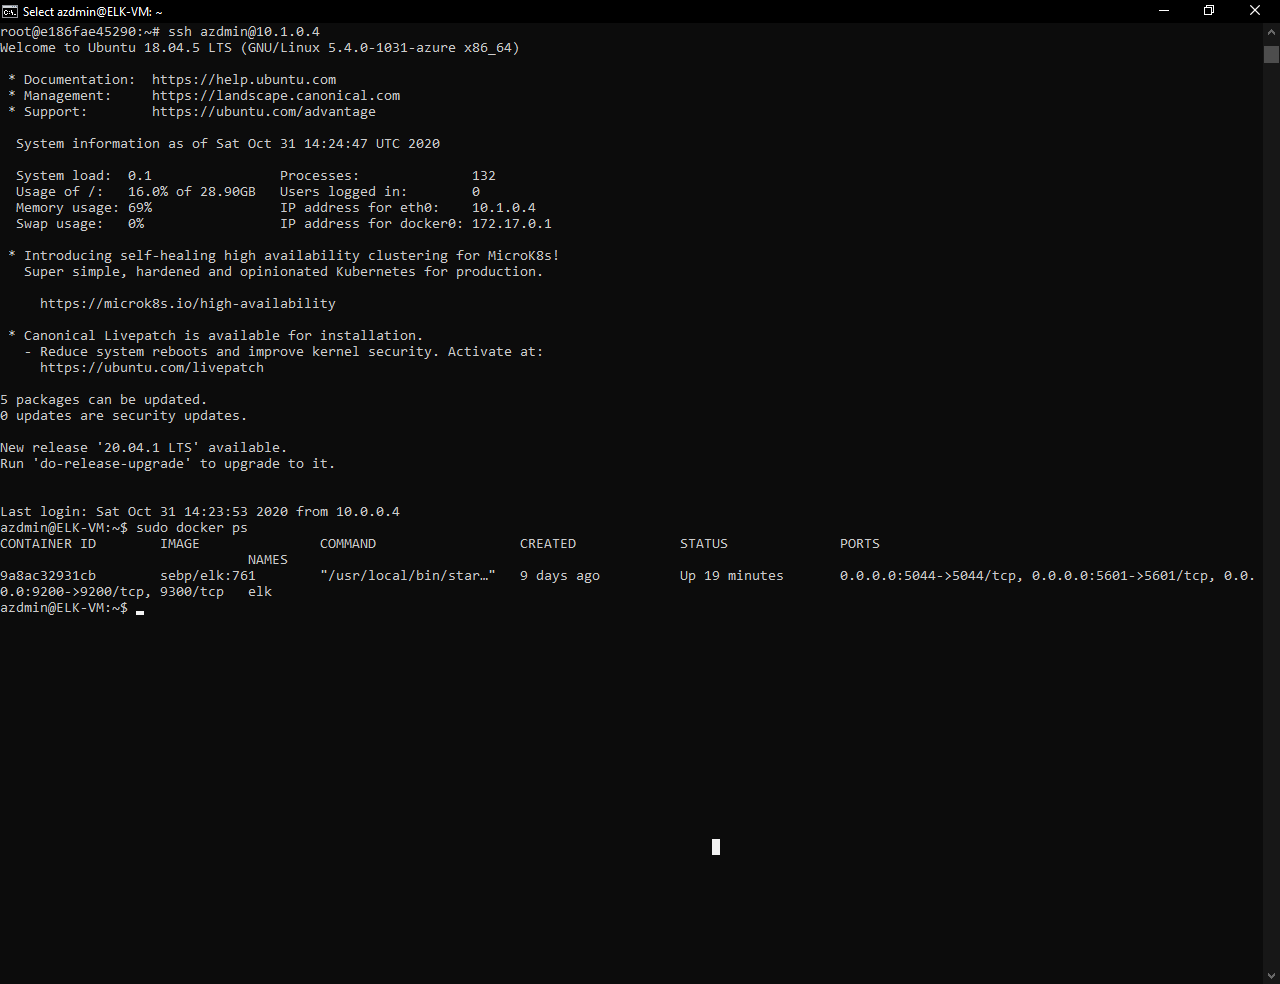 Select azdmin@ELK-VM: ~
root@e186fae45290:~# ssh azdmin@10.1.0.4
Welcome to Ubuntu 18.04.5 LTS (GNU/Linux 5.4.0-1031-azure x86_64)
* Documentation:  https://help.ubuntu.com
* Management:     https://landscape.canonical.com
* Support:        https://ubuntu.com/advantage
System information as of Sat Oct 31 14:24:47 UTC 2020
System load:  0.1                Processes:              132
Usage of /:   16.0% of 28.90GB   Users logged in:        0
Memory usage: 69%                IP address for eth0:    10.1.0.4
Swap usage:   0%                 IP address for docker0: 172.17.0.1
* Introducing self-healing high availability clustering for MicroK8s!
Super simple, hardened and opinionated Kubernetes for production.
https://microk8s.io/high-availability
* Canonical Livepatch is available for installation.
- Reduce system reboots and improve kernel security. Activate at:
https://ubuntu.com/livepatch
5 packages can be updated.
0 updates are security updates.
New release '20.04.1 LTS' available.
Run 'do-release-upgrade' to upgrade to it.
Last login: Sat Oct 31 14:23:53 2020 from 10.0.0.4
azdmin@ELK-VM:~$ sudo docker ps
CONTAINER ID        IMAGE               COMMAND                  CREATED             STATUS              PORTS
NAMES
9a8ac32931cb        sebp/elk:761        "/usr/local/bin/star…"   9 days ago          Up 19 minutes       0.0.0.0:5044->5044/tcp, 0.0.0.0:5601->5601/tcp, 0.0.
0.0:9200->9200/tcp, 9300/tcp   elk
azdmin@ELK-VM:~$